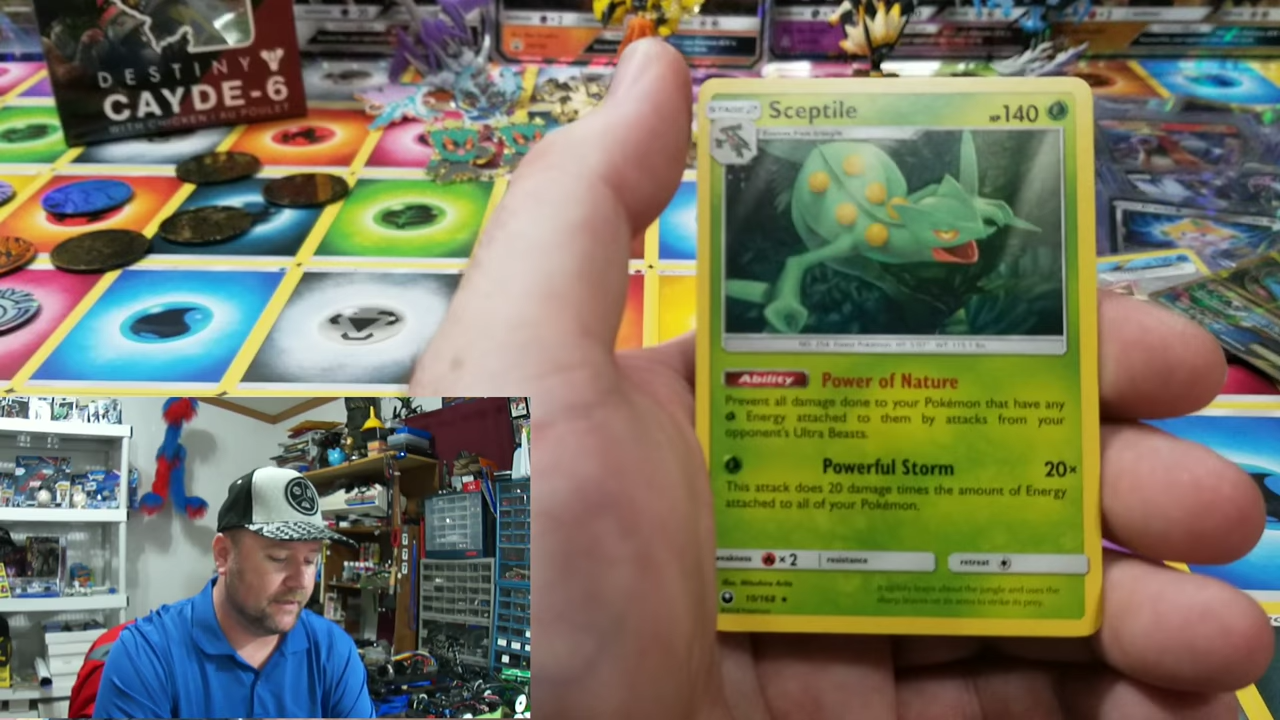 DESTINY
CAYDE-6
WITH CHICKEN | AU POULET
STAGE 2
Sceptile
HP 140
NO. 254 Forest Pokémon HT: 5'07" WT: 115.1 lbs.
Ability Power of Nature
Prevent all damage done to your Pokémon that have any
Energy attached to them by attacks from your
opponent's Ultra Beasts.
Powerful Storm 20×
This attack does 20 damage times the amount of Energy
attached to all of your Pokémon.
weakness ×2 resistance retreat
Illus. Mitsuhiro Arita
10/168
It agilely leaps about the jungle and uses the
sharp leaves on its arms to strike its prey.